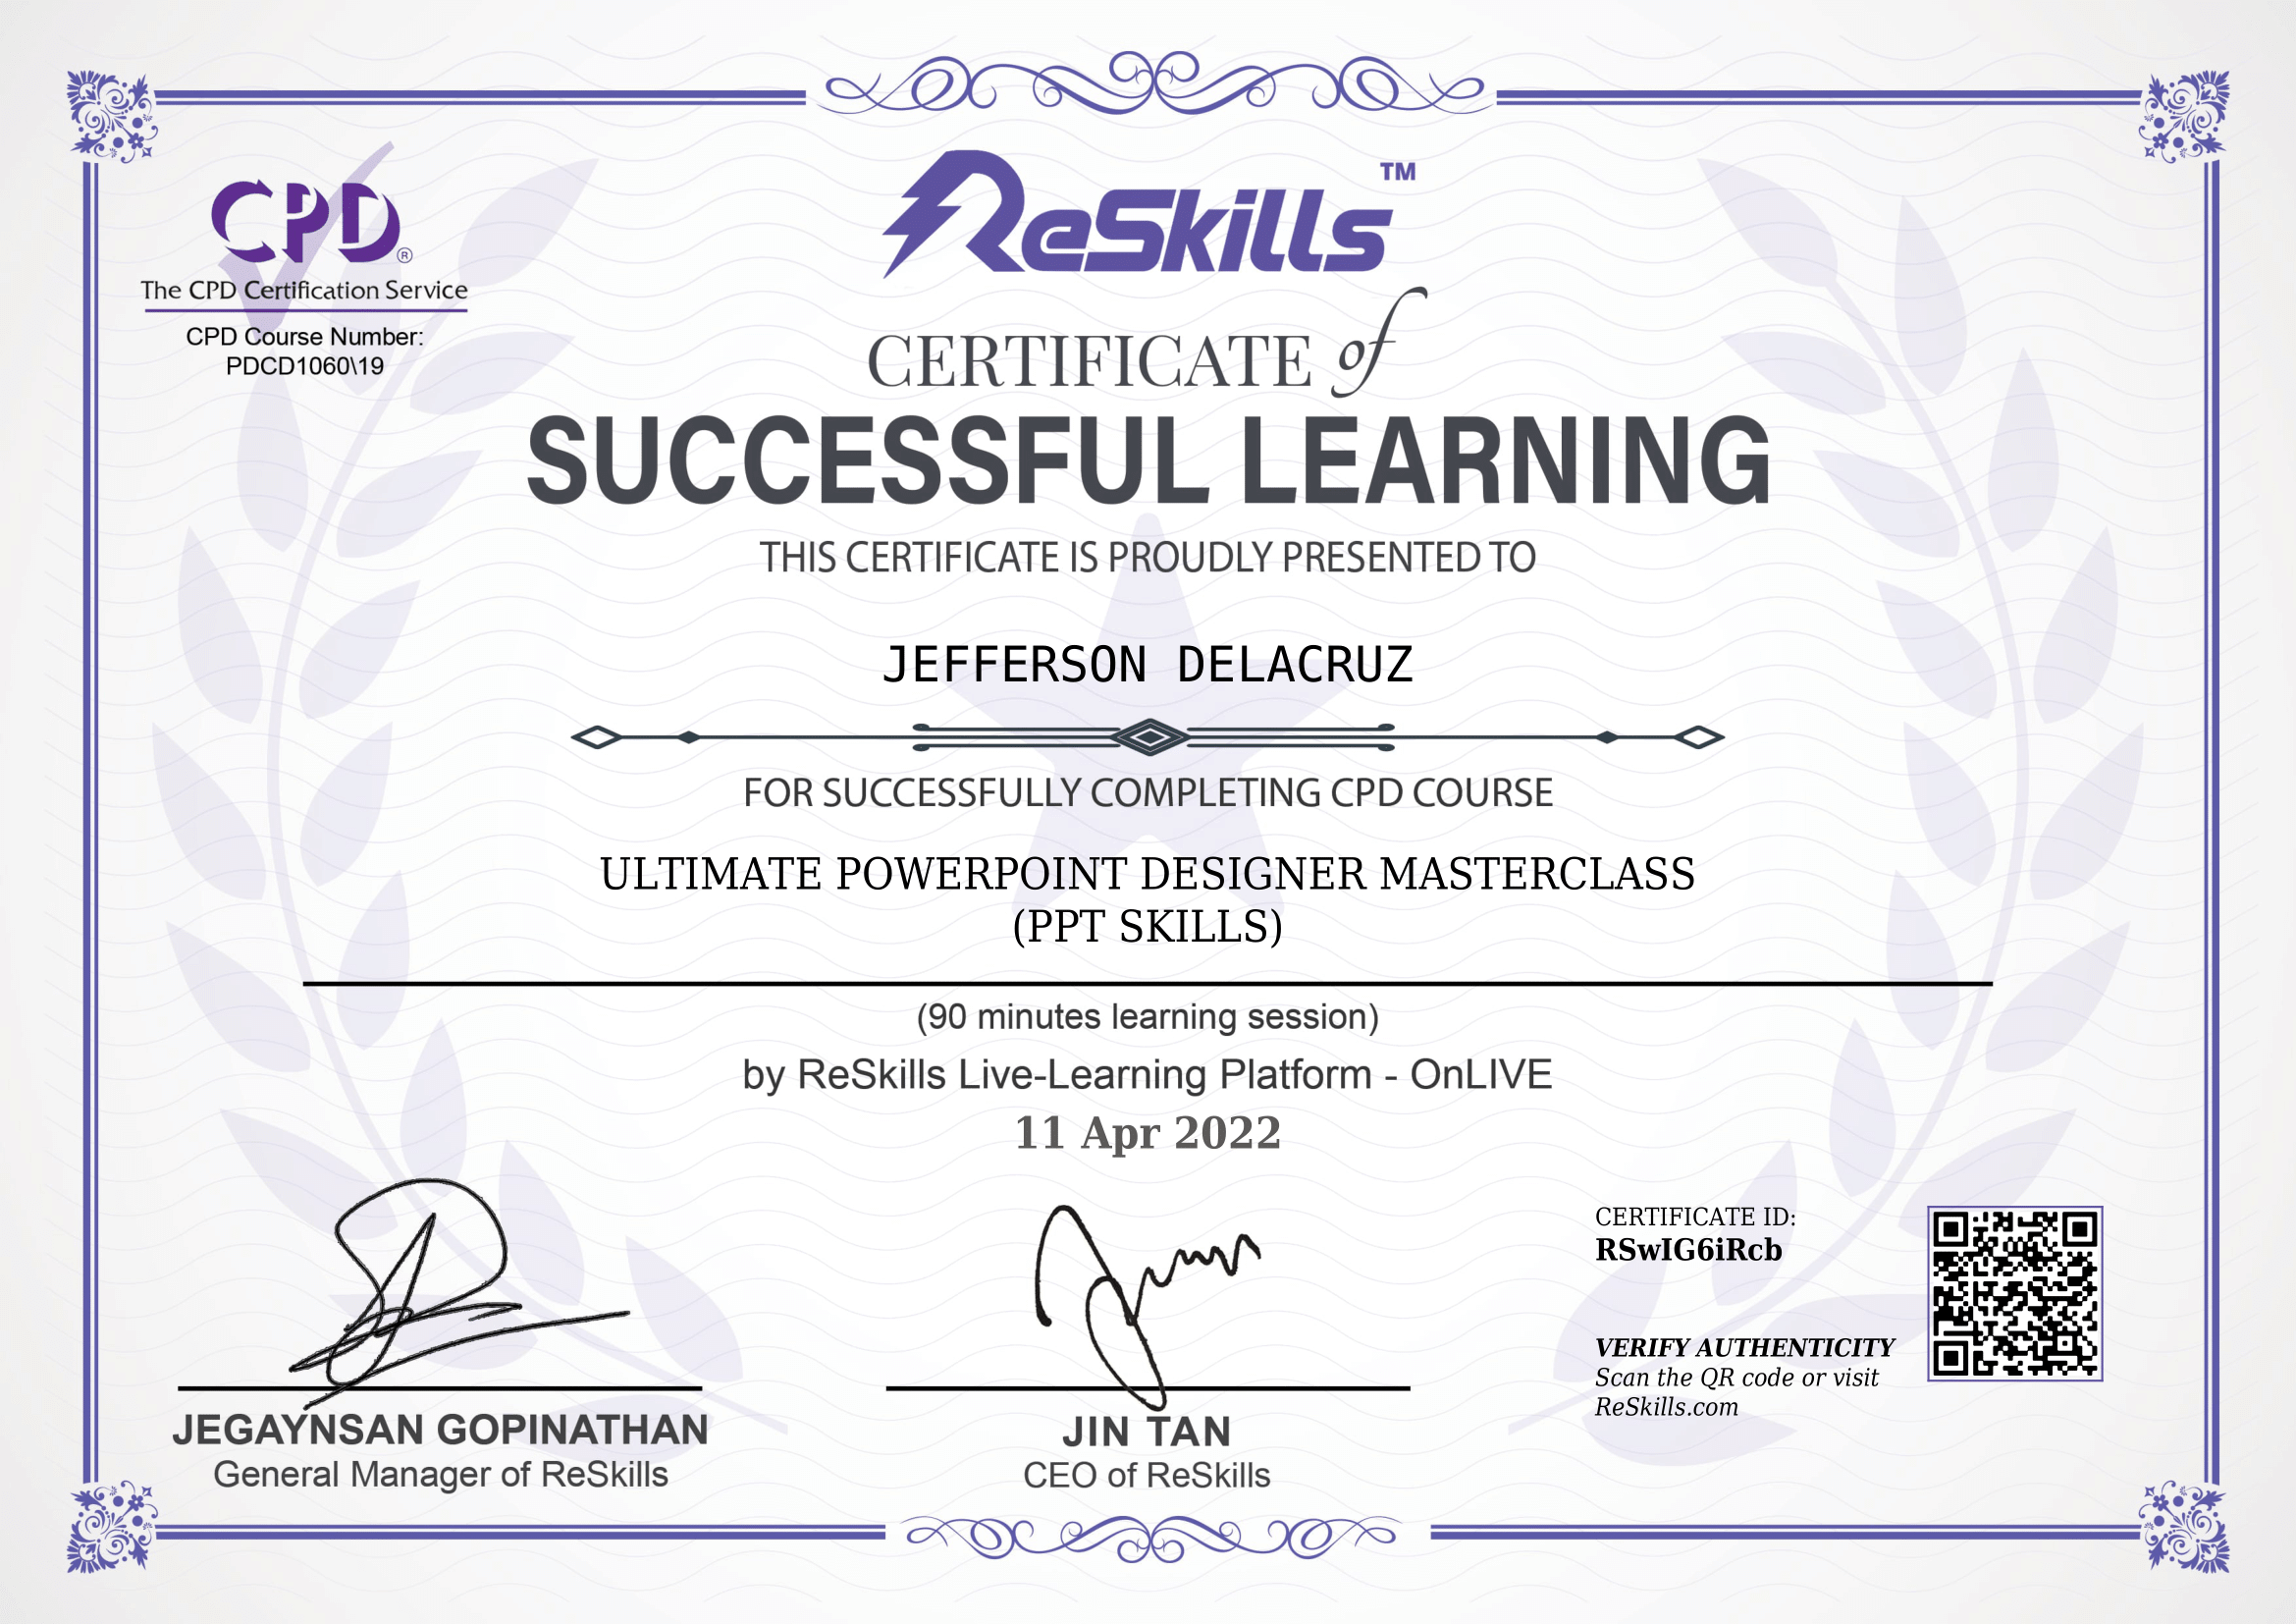 CPD®
The CPD Certification Service
CPD Course Number:
PDCD1060\19
ReSkills™
CERTIFICATE of
SUCCESSFUL LEARNING
THIS CERTIFICATE IS PROUDLY PRESENTED TO
JEFFERSON DELACRUZ
FOR SUCCESSFULLY COMPLETING CPD COURSE
ULTIMATE POWERPOINT DESIGNER MASTERCLASS
(PPT SKILLS)
(90 minutes learning session)
by ReSkills Live-Learning Platform - OnLIVE
11 Apr 2022
JEGAYNSAN GOPINATHAN
General Manager of ReSkills
JIN TAN
CEO of ReSkills
CERTIFICATE ID:
RSwIG6iRcb
VERIFY AUTHENTICITY
Scan the QR code or visit
ReSkills.com